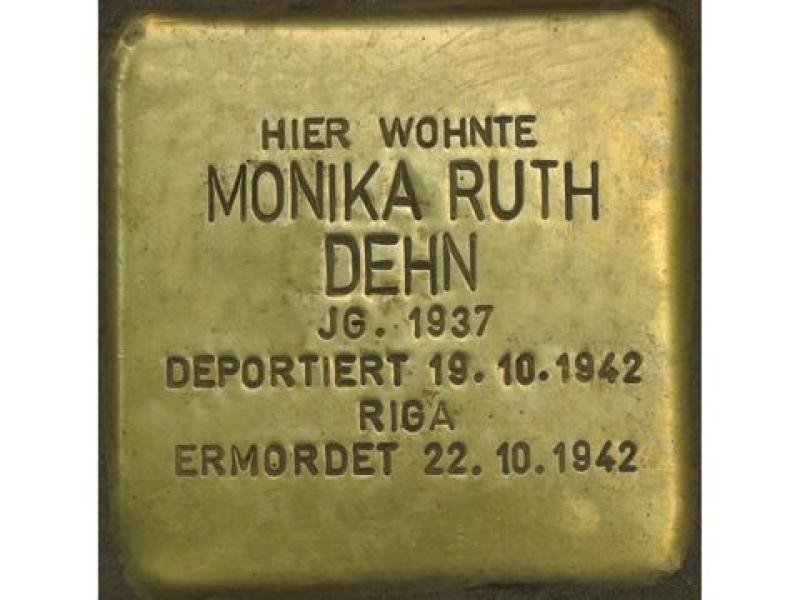 HIER WOHNTE
MONIKA RUTH
DEHN
JG. 1937
DEPORTIERT 19.10.1942
RIGA
ERMORDET 22.10.1942